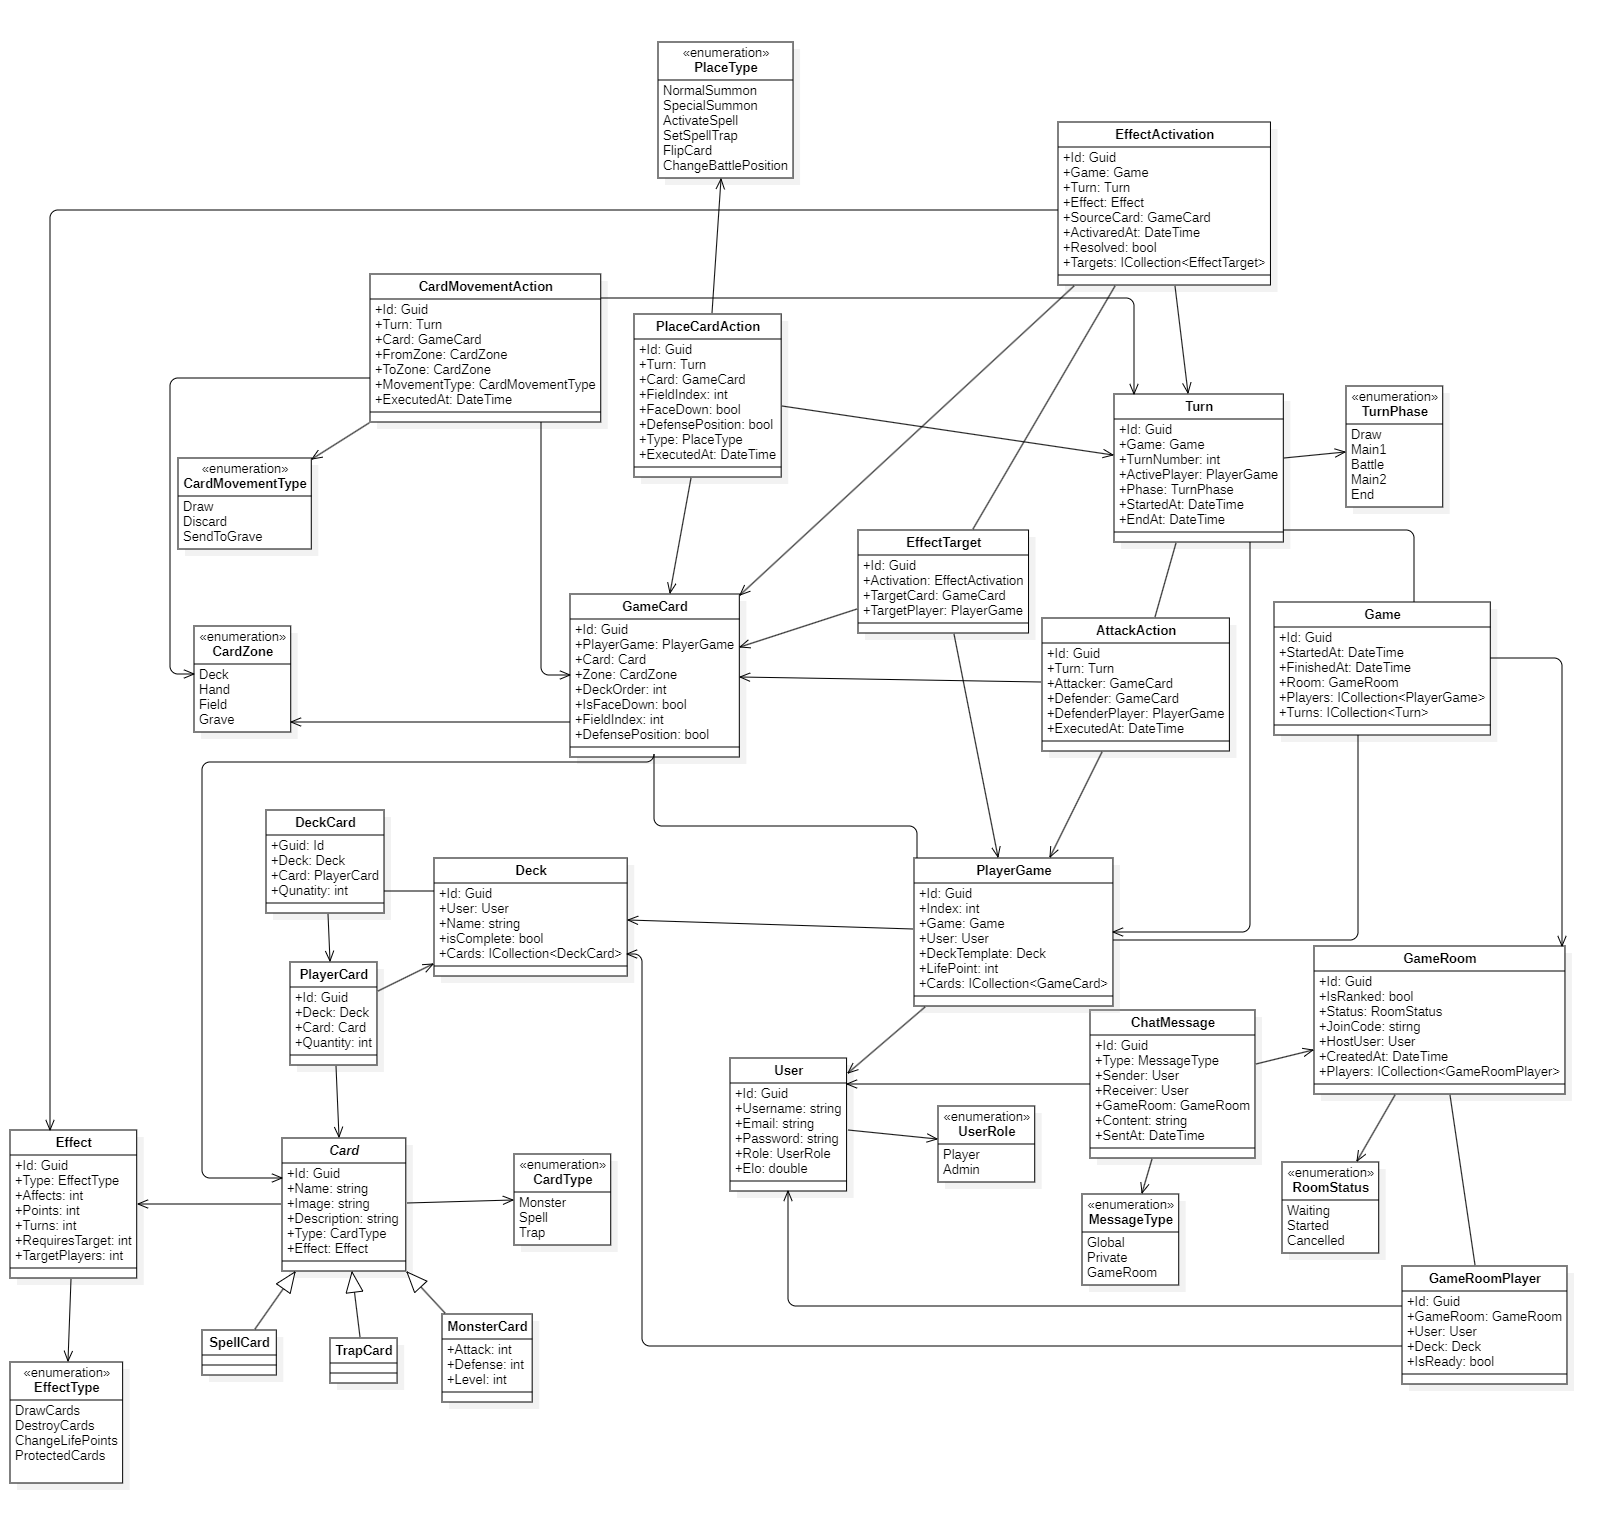 «enumeration»
PlaceType
NormalSummon
SpecialSummon
ActivateSpell
SetSpellTrap
FlipCard
ChangeBattlePosition
EffectActivation
+Id: Guid
+Game: Game
+Turn: Turn
+Effect: Effect
+SourceCard: GameCard
+ActivaredAt: DateTime
+Resolved: bool
+Targets: ICollection<EffectTarget>
CardMovementAction
+Id: Guid
+Turn: Turn
+Card: GameCard
+FromZone: CardZone
+ToZone: CardZone
+MovementType: CardMovementType
+ExecutedAt: DateTime
PlaceCardAction
+Id: Guid
+Turn: Turn
+Card: GameCard
+FieldIndex: int
+FaceDown: bool
+DefensePosition: bool
+Type: PlaceType
+ExecutedAt: DateTime
Turn
+Id: Guid
+Game: Game
+TurnNumber: int
+ActivePlayer: PlayerGame
+Phase: TurnPhase
+StartedAt: DateTime
+EndAt: DateTime
«enumeration»
TurnPhase
Draw
Main1
Battle
Main2
End
«enumeration»
CardMovementType
Draw
Discard
SendToGrave
EffectTarget
+Id: Guid
+Activation: EffectActivation
+TargetCard: GameCard
+TargetPlayer: PlayerGame
GameCard
+Id: Guid
+PlayerGame: PlayerGame
+Card: Card
+Zone: CardZone
+DeckOrder: int
+IsFaceDown: bool
+FieldIndex: int
+DefensePosition: bool
AttackAction
+Id: Guid
+Turn: Turn
+Attacker: GameCard
+Defender: GameCard
+DefenderPlayer: PlayerGame
+ExecutedAt: DateTime
Game
+Id: Guid
+StartedAt: DateTime
+FinishedAt: DateTime
+Room: GameRoom
+Players: ICollection<PlayerGame>
+Turns: ICollection<Turn>
«enumeration»
CardZone
Deck
Hand
Field
Grave
DeckCard
+Guid: Id
+Deck: Deck
+Card: PlayerCard
+Qunatity: int
Deck
+Id: Guid
+User: User
+Name: string
+isComplete: bool
+Cards: ICollection<DeckCard>
PlayerGame
+Id: Guid
+Index: int
+Game: Game
+User: User
+DeckTemplate: Deck
+LifePoint: int
+Cards: ICollection<GameCard>
PlayerCard
+Id: Guid
+Deck: Deck
+Card: Card
+Quantity: int
GameRoom
+Id: Guid
+IsRanked: bool
+Status: RoomStatus
+JoinCode: stirng
+HostUser: User
+CreatedAt: DateTime
+Players: ICollection<GameRoomPlayer>
ChatMessage
+Id: Guid
+Type: MessageType
+Sender: User
+Receiver: User
+GameRoom: GameRoom
+Content: string
+SentAt: DateTime
User
+Id: Guid
+Username: string
+Email: string
+Password: string
+Role: UserRole
+Elo: double
«enumeration»
UserRole
Player
Admin
Effect
+Id: Guid
+Type: EffectType
+Affects: int
+Points: int
+Turns: int
+RequiresTarget: int
+TargetPlayers: int
Card
+Id: Guid
+Name: string
+Image: string
+Description: string
+Type: CardType
+Effect: Effect
«enumeration»
CardType
Monster
Spell
Trap
«enumeration»
RoomStatus
Waiting
Started
Cancelled
«enumeration»
MessageType
Global
Private
GameRoom
GameRoomPlayer
+Id: Guid
+GameRoom: GameRoom
+User: User
+Deck: Deck
+IsReady: bool
SpellCard
TrapCard
MonsterCard
+Attack: int
+Defense: int
+Level: int
«enumeration»
EffectType
DrawCards
DestroyCards
ChangeLifePoints
ProtectedCards